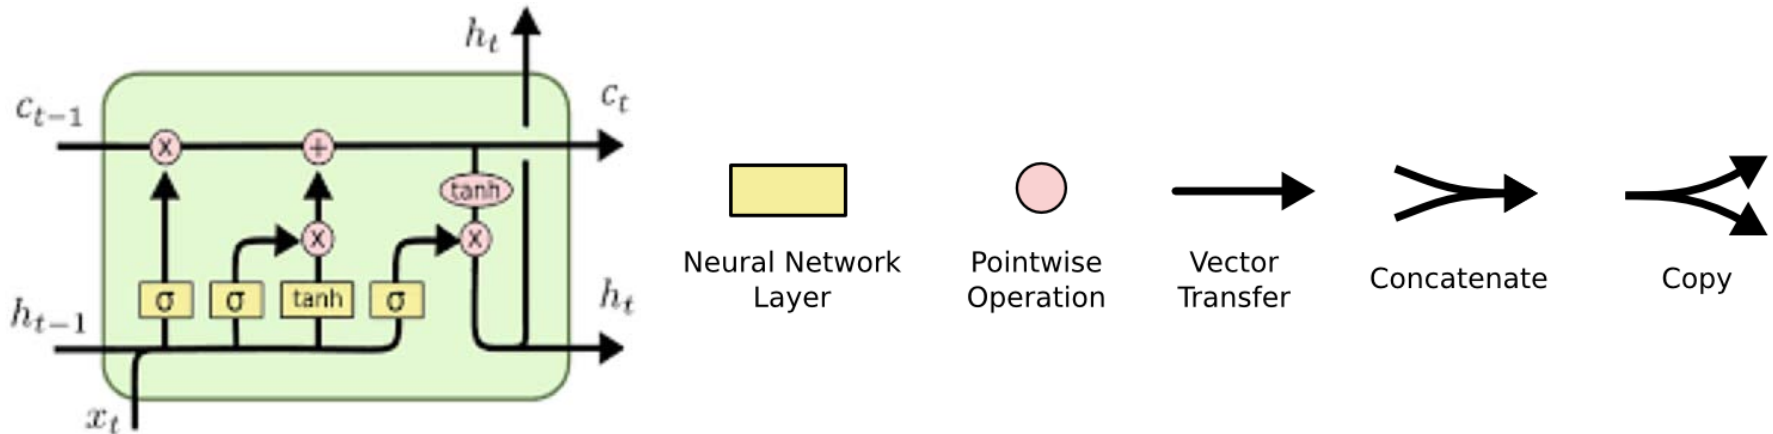 h_t
c_{t-1}
c_t
x
+
tanh
x
x
σ
σ
tanh
σ
h_{t-1}
h_t
x_t
Neural Network
Layer
Pointwise
Operation
Vector
Transfer
Concatenate
Copy